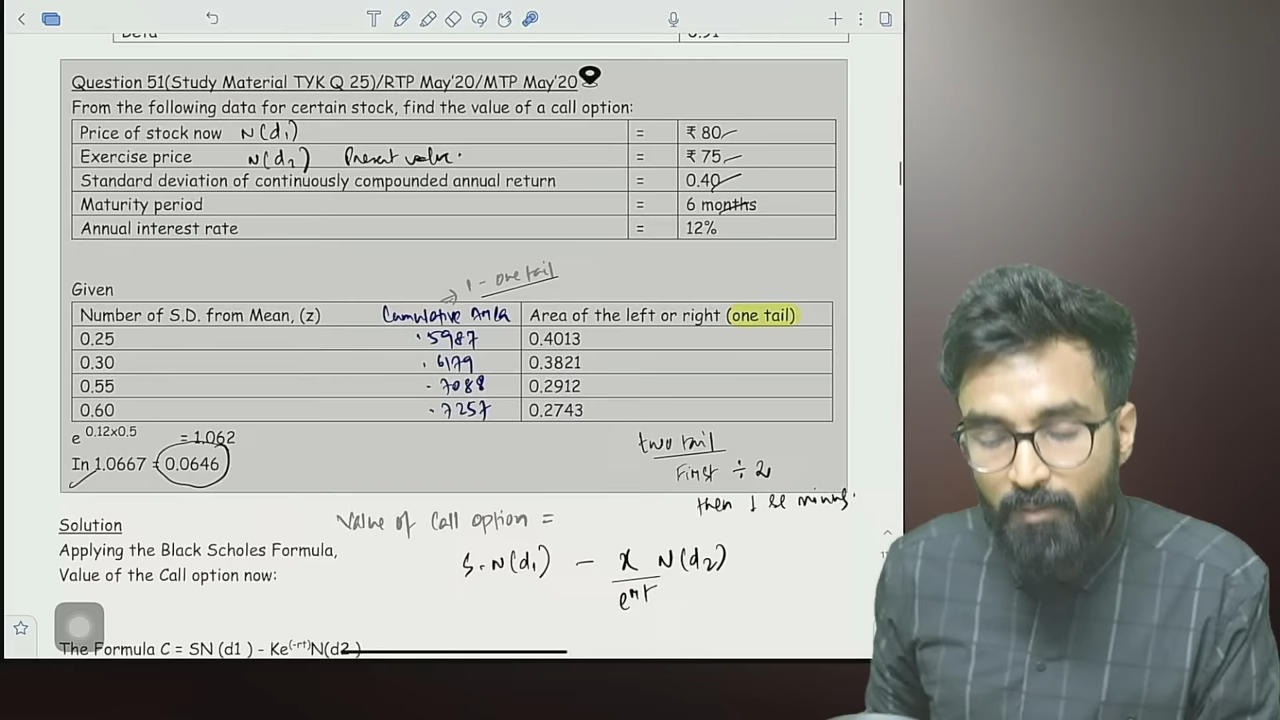 Beta 0.91
Question 51(Study Material TYK Q 25)/RTP May'20/MTP May'20
From the following data for certain stock, find the value of a call option:
Price of stock now N(d₁) = ₹ 80
Exercise price N(d₂) Present value. = ₹ 75
Standard deviation of continuously compounded annual return = 0.40
Maturity period = 6 months
Annual interest rate = 12%
⇒ 1 - one tail
Given
Number of S.D. from Mean, (z) Cumulative Area Area of the left or right (one tail)
0.25 .5987 0.4013
0.30 .6179 0.3821
0.55 .7088 0.2912
0.60 .7257 0.2743
e 0.12x0.5 = 1.062
In 1.0667 = 0.0646
two tail
First ÷ 2
then 1 se minus.
Solution
Value of Call option =
Applying the Black Scholes Formula,
Value of the Call option now:
S.N(d₁) - x/e^rt N(d₂)
The Formula C = SN (d1 ) - Ke(-rt)N(d2 )